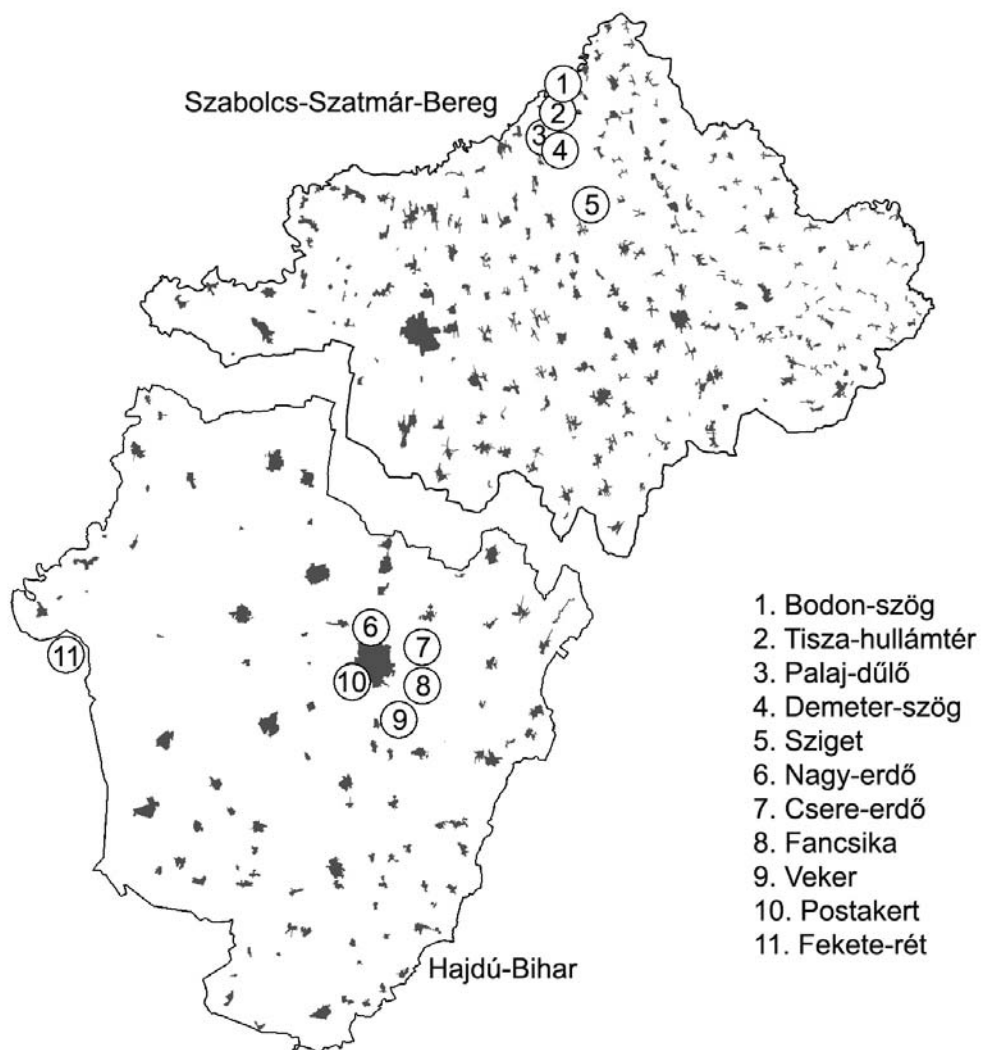 Szabolcs-Szatmár-Bereg
1
2
3
4
5
6
7
8
9
10
11
1. Bodon-szög
2. Tisza-hullámtér
3. Palaj-dűlő
4. Demeter-szög
5. Sziget
6. Nagy-erdő
7. Csere-erdő
8. Fancsika
9. Veker
10. Postakert
11. Fekete-rét
Hajdú-Bihar